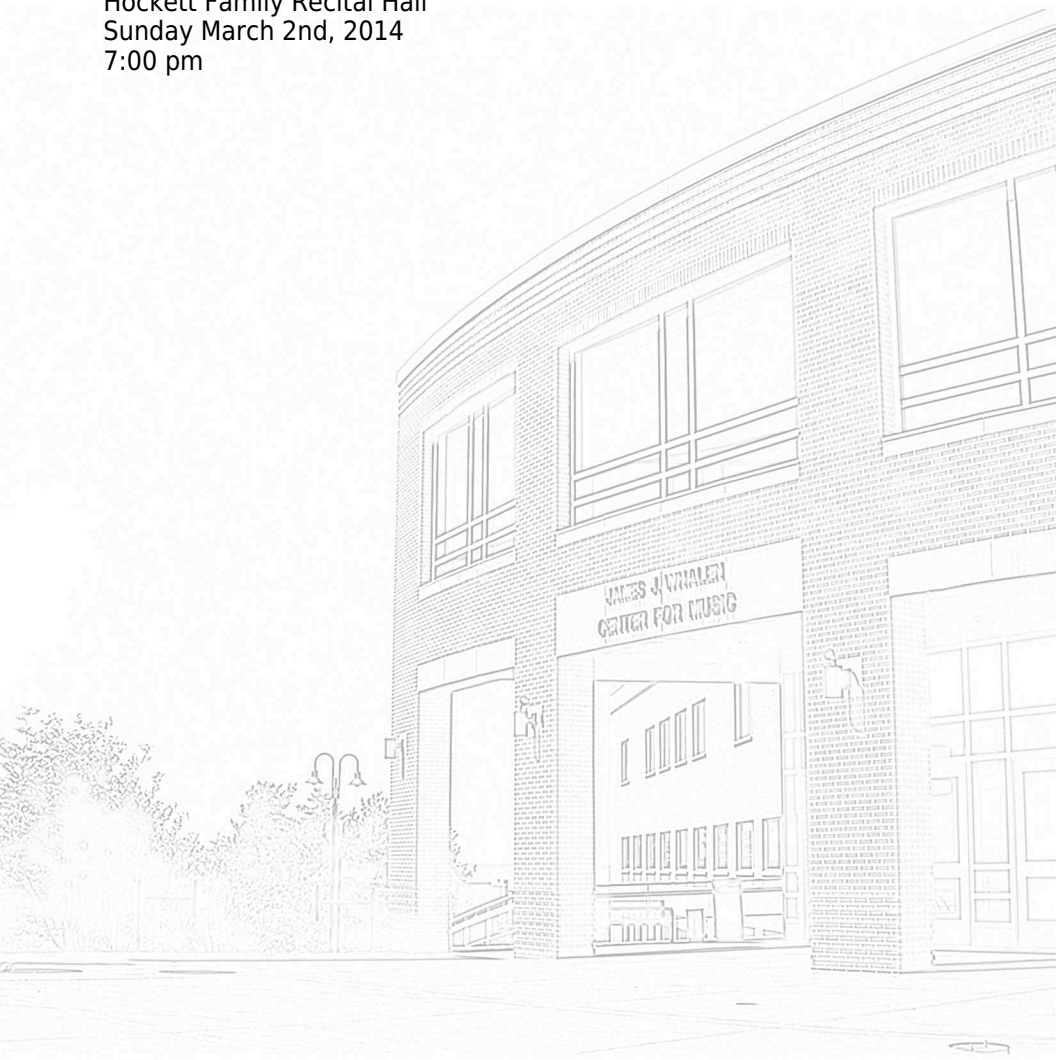 Hockett Family Recital Hall
Sunday March 2nd, 2014
7:00 pm
JAMES J. WHALEN
CENTER FOR MUSIC